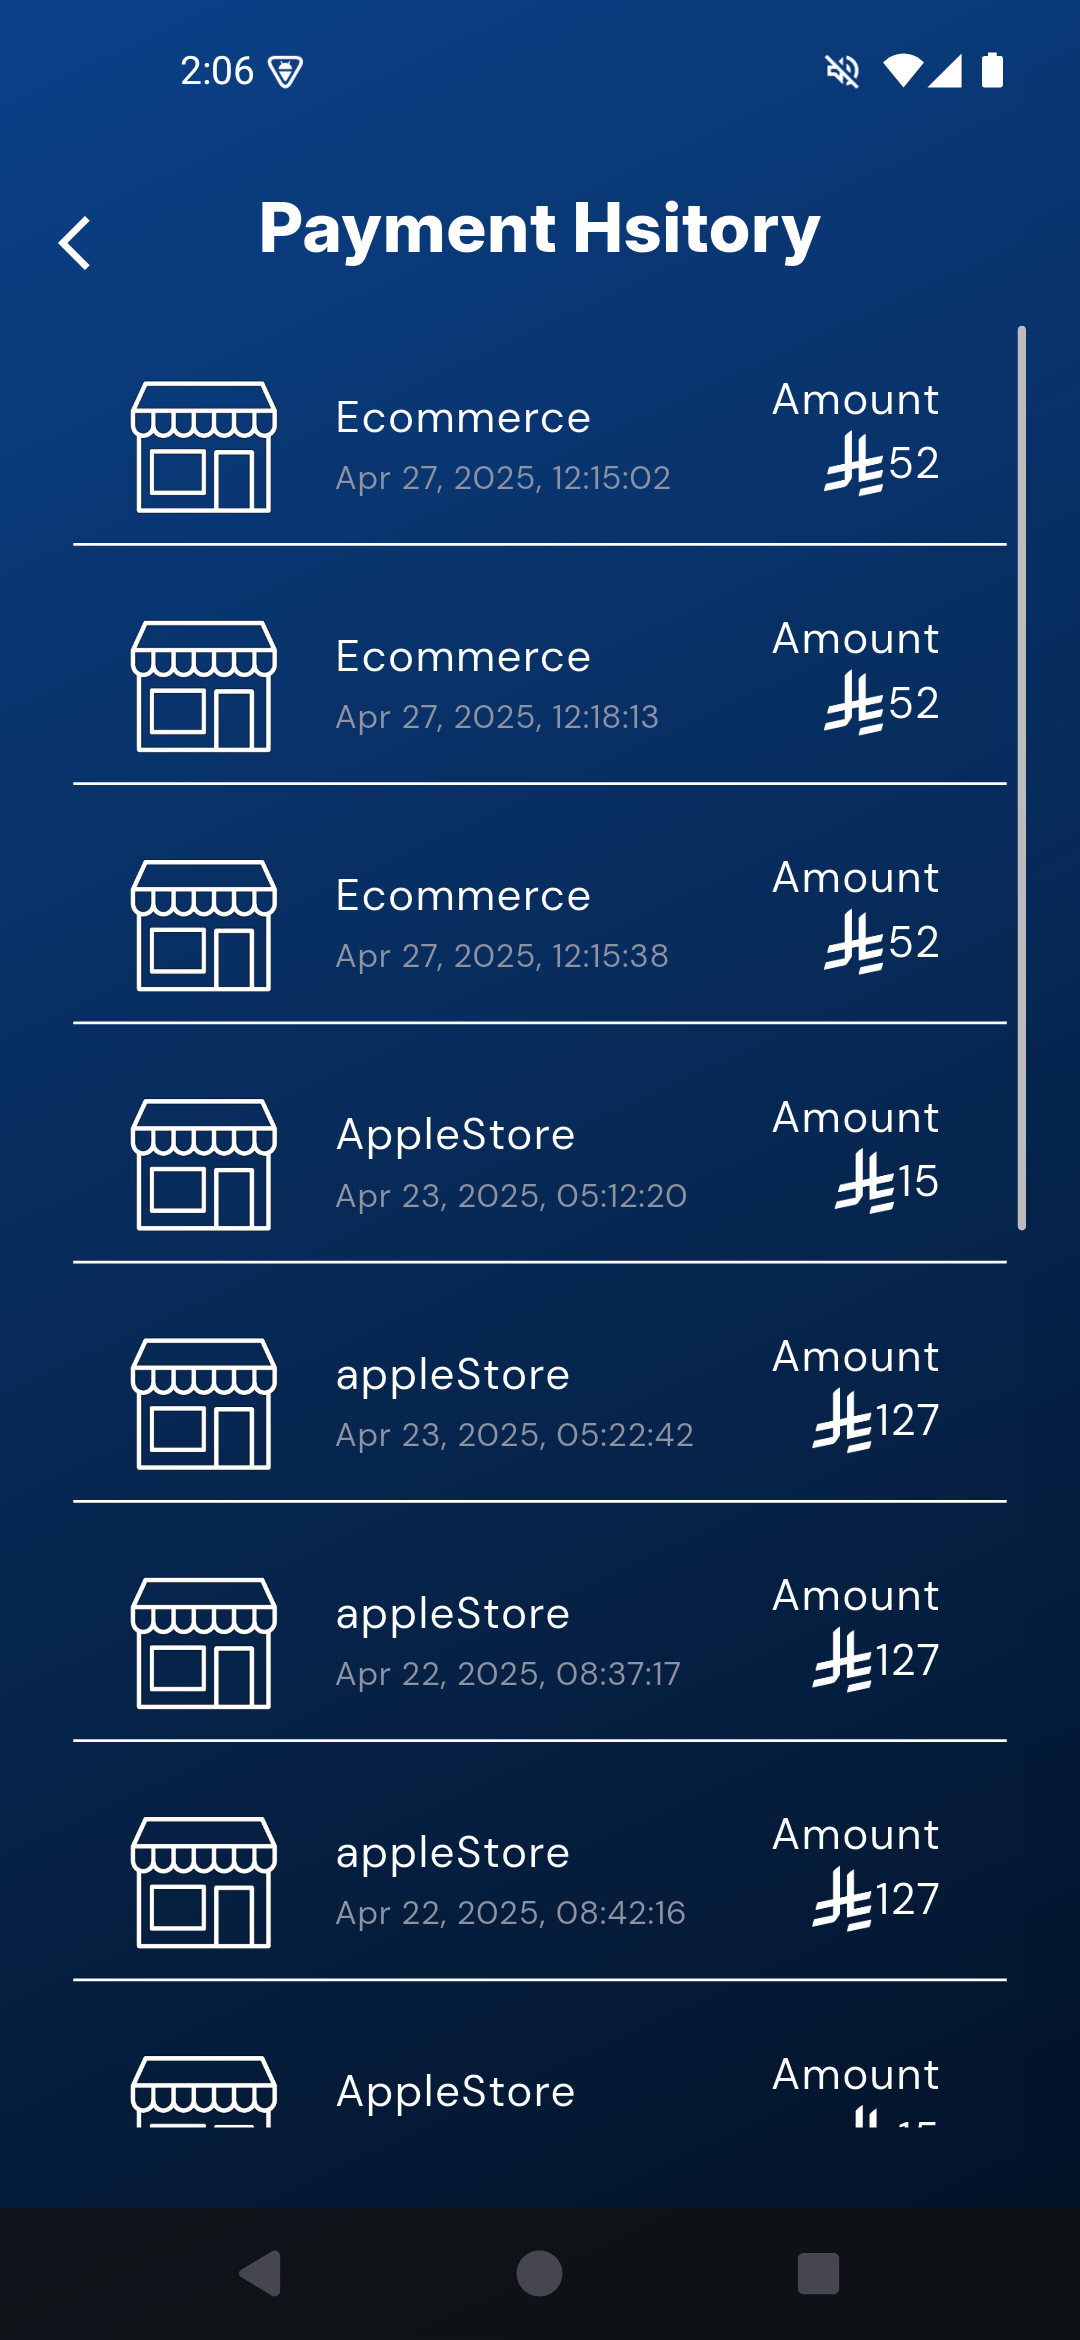 2:06
Payment Hsitory
Ecommerce
Amount
Apr 27, 2025, 12:15:02
52
Ecommerce
Amount
Apr 27, 2025, 12:18:13
52
Ecommerce
Amount
Apr 27, 2025, 12:15:38
52
AppleStore
Amount
Apr 23, 2025, 05:12:20
15
appleStore
Amount
Apr 23, 2025, 05:22:42
127
appleStore
Amount
Apr 22, 2025, 08:37:17
127
appleStore
Amount
Apr 22, 2025, 08:42:16
127
AppleStore
Amount